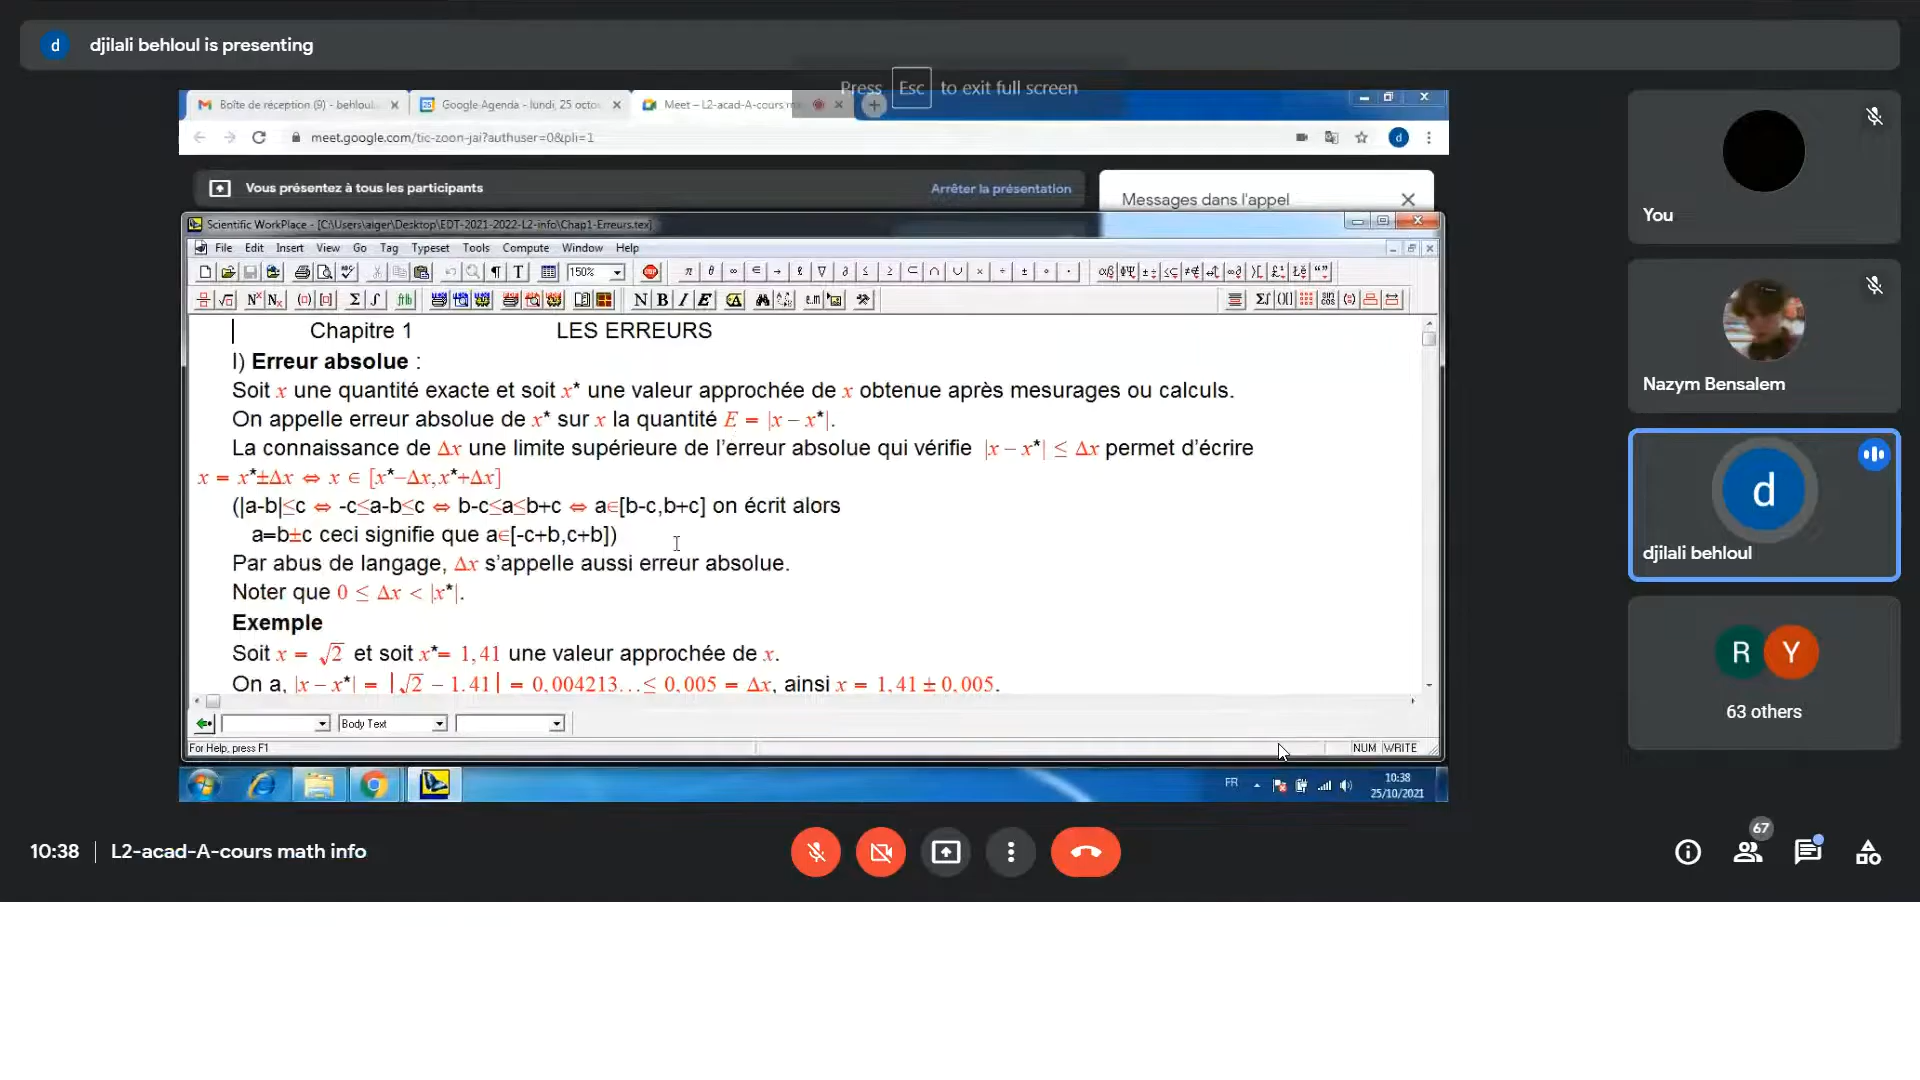 d djilali behloul is presenting
Press Esc to exit full screen
Boîte de réception (9) - behloul Google Agenda - lundi, 25 octo Meet – L2-acad-A-cours m
meet.google.com/tic-zoon-jai?authuser=0&pli=1 d
Vous présentez à tous les participants Arrêter la présentation Messages dans l'appel
Scientific WorkPlace - [C:\Users\aiger\Desktop\EDT-2021-2022-L2-info\Chap1-Erreurs.tex]
File Edit Insert View Go Tag Typeset Tools Compute Window Help
150%
Chapitre 1 LES ERREURS
I) Erreur absolue :
Soit x une quantité exacte et soit x* une valeur approchée de x obtenue après mesurages ou calculs.
On appelle erreur absolue de x* sur x la quantité E = |x – x*|.
La connaissance de Δx une limite supérieure de l'erreur absolue qui vérifie |x – x*| ≤ Δx permet d'écrire
x = x*±Δx ⇔ x ∈ [x*–Δx, x*+Δx]
(|a-b|≤c ⇔ -c≤a-b≤c ⇔ b-c≤a≤b+c ⇔ a∈[b-c,b+c] on écrit alors
a=b±c ceci signifie que a∈[-c+b,c+b])
Par abus de langage, Δx s'appelle aussi erreur absolue.
Noter que 0 ≤ Δx < |x*|.
Exemple
Soit x = √2 et soit x*= 1,41 une valeur approchée de x.
On a, |x – x*| = |√2 – 1.41| = 0,004213...≤ 0,005 = Δx, ainsi x = 1,41 ± 0,005.
Body Text
For Help, press F1 NUM WRITE
FR 10:38
25/10/2021
You
Nazym Bensalem
d
djilali behloul
R Y
63 others
10:38 | L2-acad-A-cours math info 67